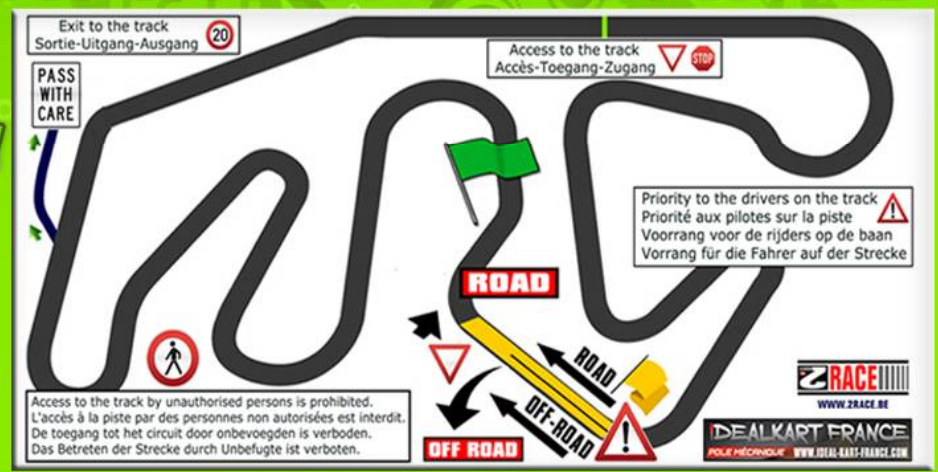 Exit to the track
Sortie-Uitgang-Ausgang
20
PASS
WITH
CARE
Access to the track
Accès-Toegang-Zugang
STOP
Priority to the drivers on the track
Priorité aux pilotes sur la piste
Voorrang voor de rijders op de baan
Vorrang für die Fahrer auf der Strecke
ROAD
ROAD
OFF-ROAD
OFF ROAD
Access to the track by unauthorised persons is prohibited.
L'accès à la piste par des personnes non autorisées est interdit.
De toegang tot het circuit door onbevoegden is verboden.
Das Betreten der Strecke durch Unbefugte ist verboten.
2RACE
WWW.2RACE.BE
IDEALKART FRANCE
POLE MÉCANIQUE WWW.IDEAL-KART-FRANCE.COM